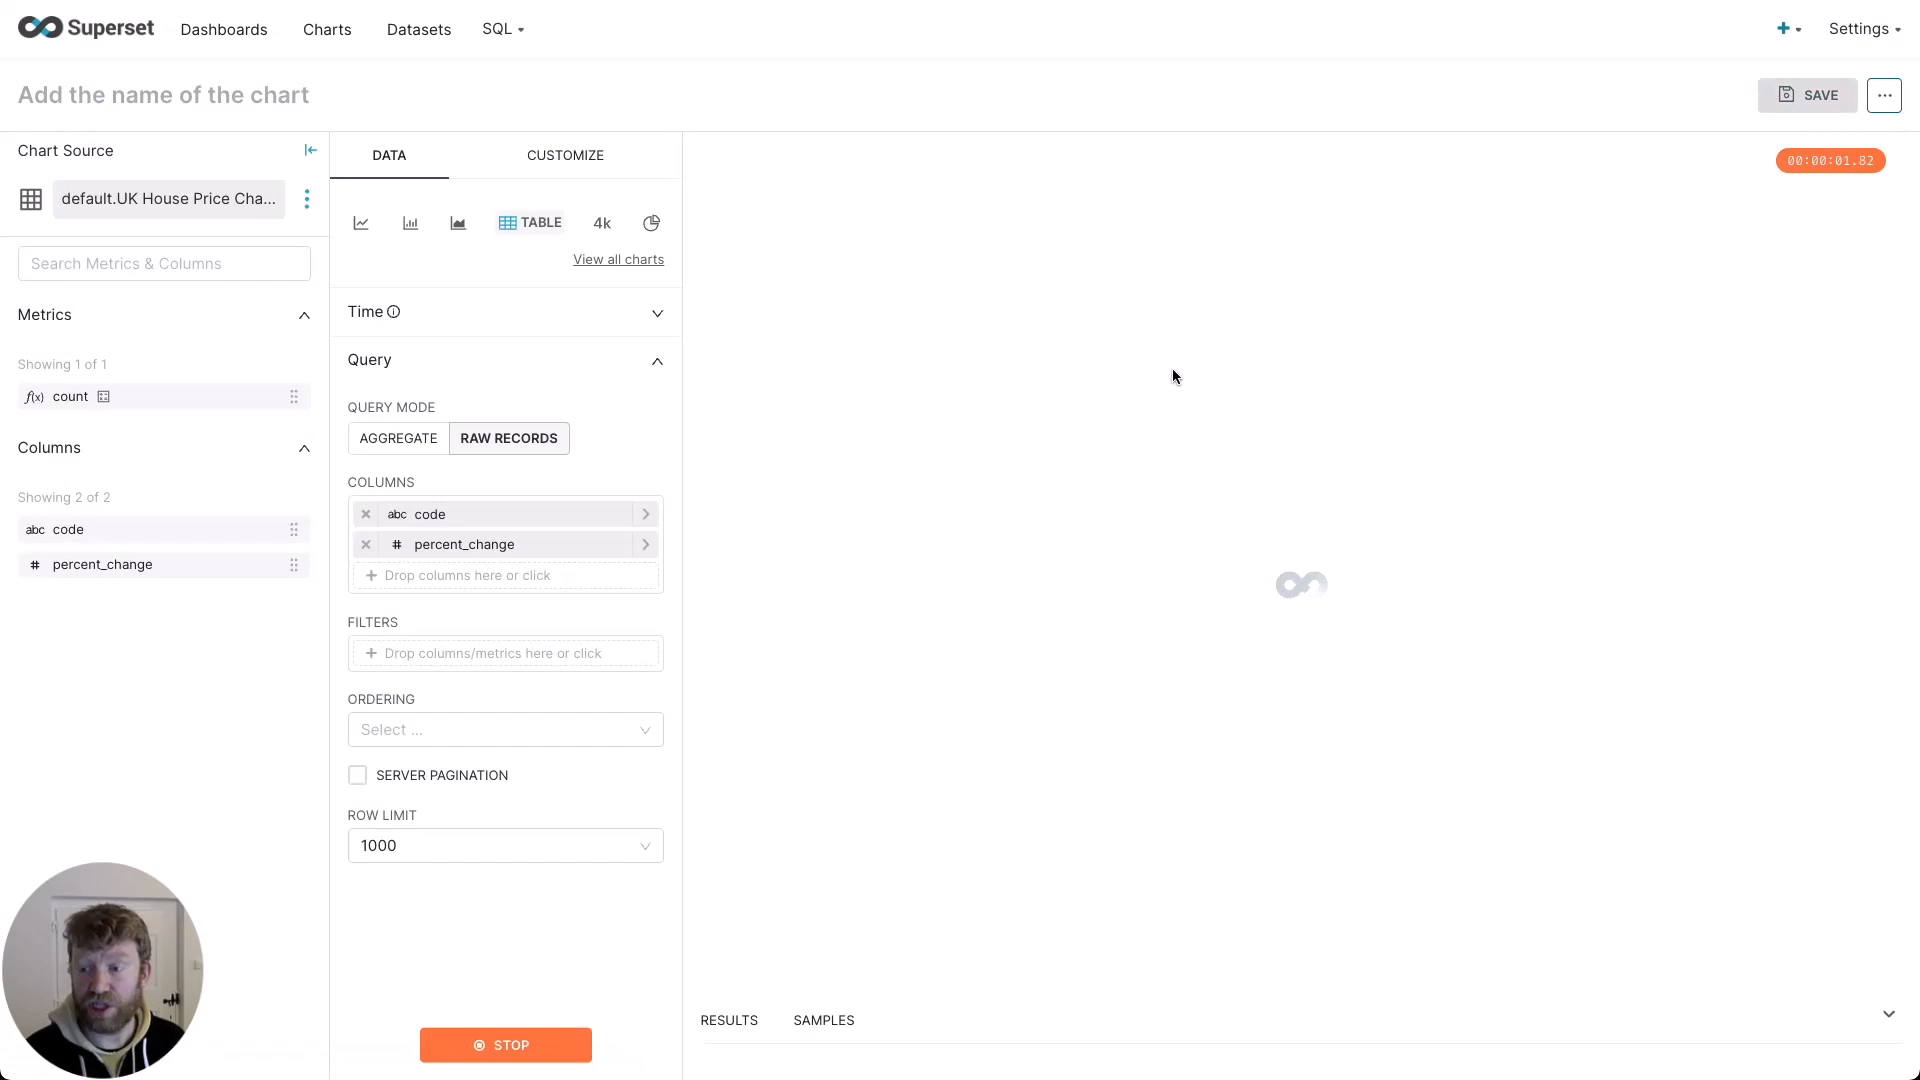 Superset
Dashboards
Charts
Datasets
SQL
Settings
Add the name of the chart
SAVE
Chart Source
default.UK House Price Cha...
Search Metrics & Columns
Metrics
Showing 1 of 1
f(x) count
Columns
Showing 2 of 2
abc code
# percent_change
DATA
CUSTOMIZE
TABLE
4k
View all charts
Time
Query
QUERY MODE
AGGREGATE
RAW RECORDS
COLUMNS
abc code
# percent_change
+ Drop columns here or click
FILTERS
+ Drop columns/metrics here or click
ORDERING
Select ...
SERVER PAGINATION
ROW LIMIT
1000
STOP
00:00:01.82
RESULTS
SAMPLES